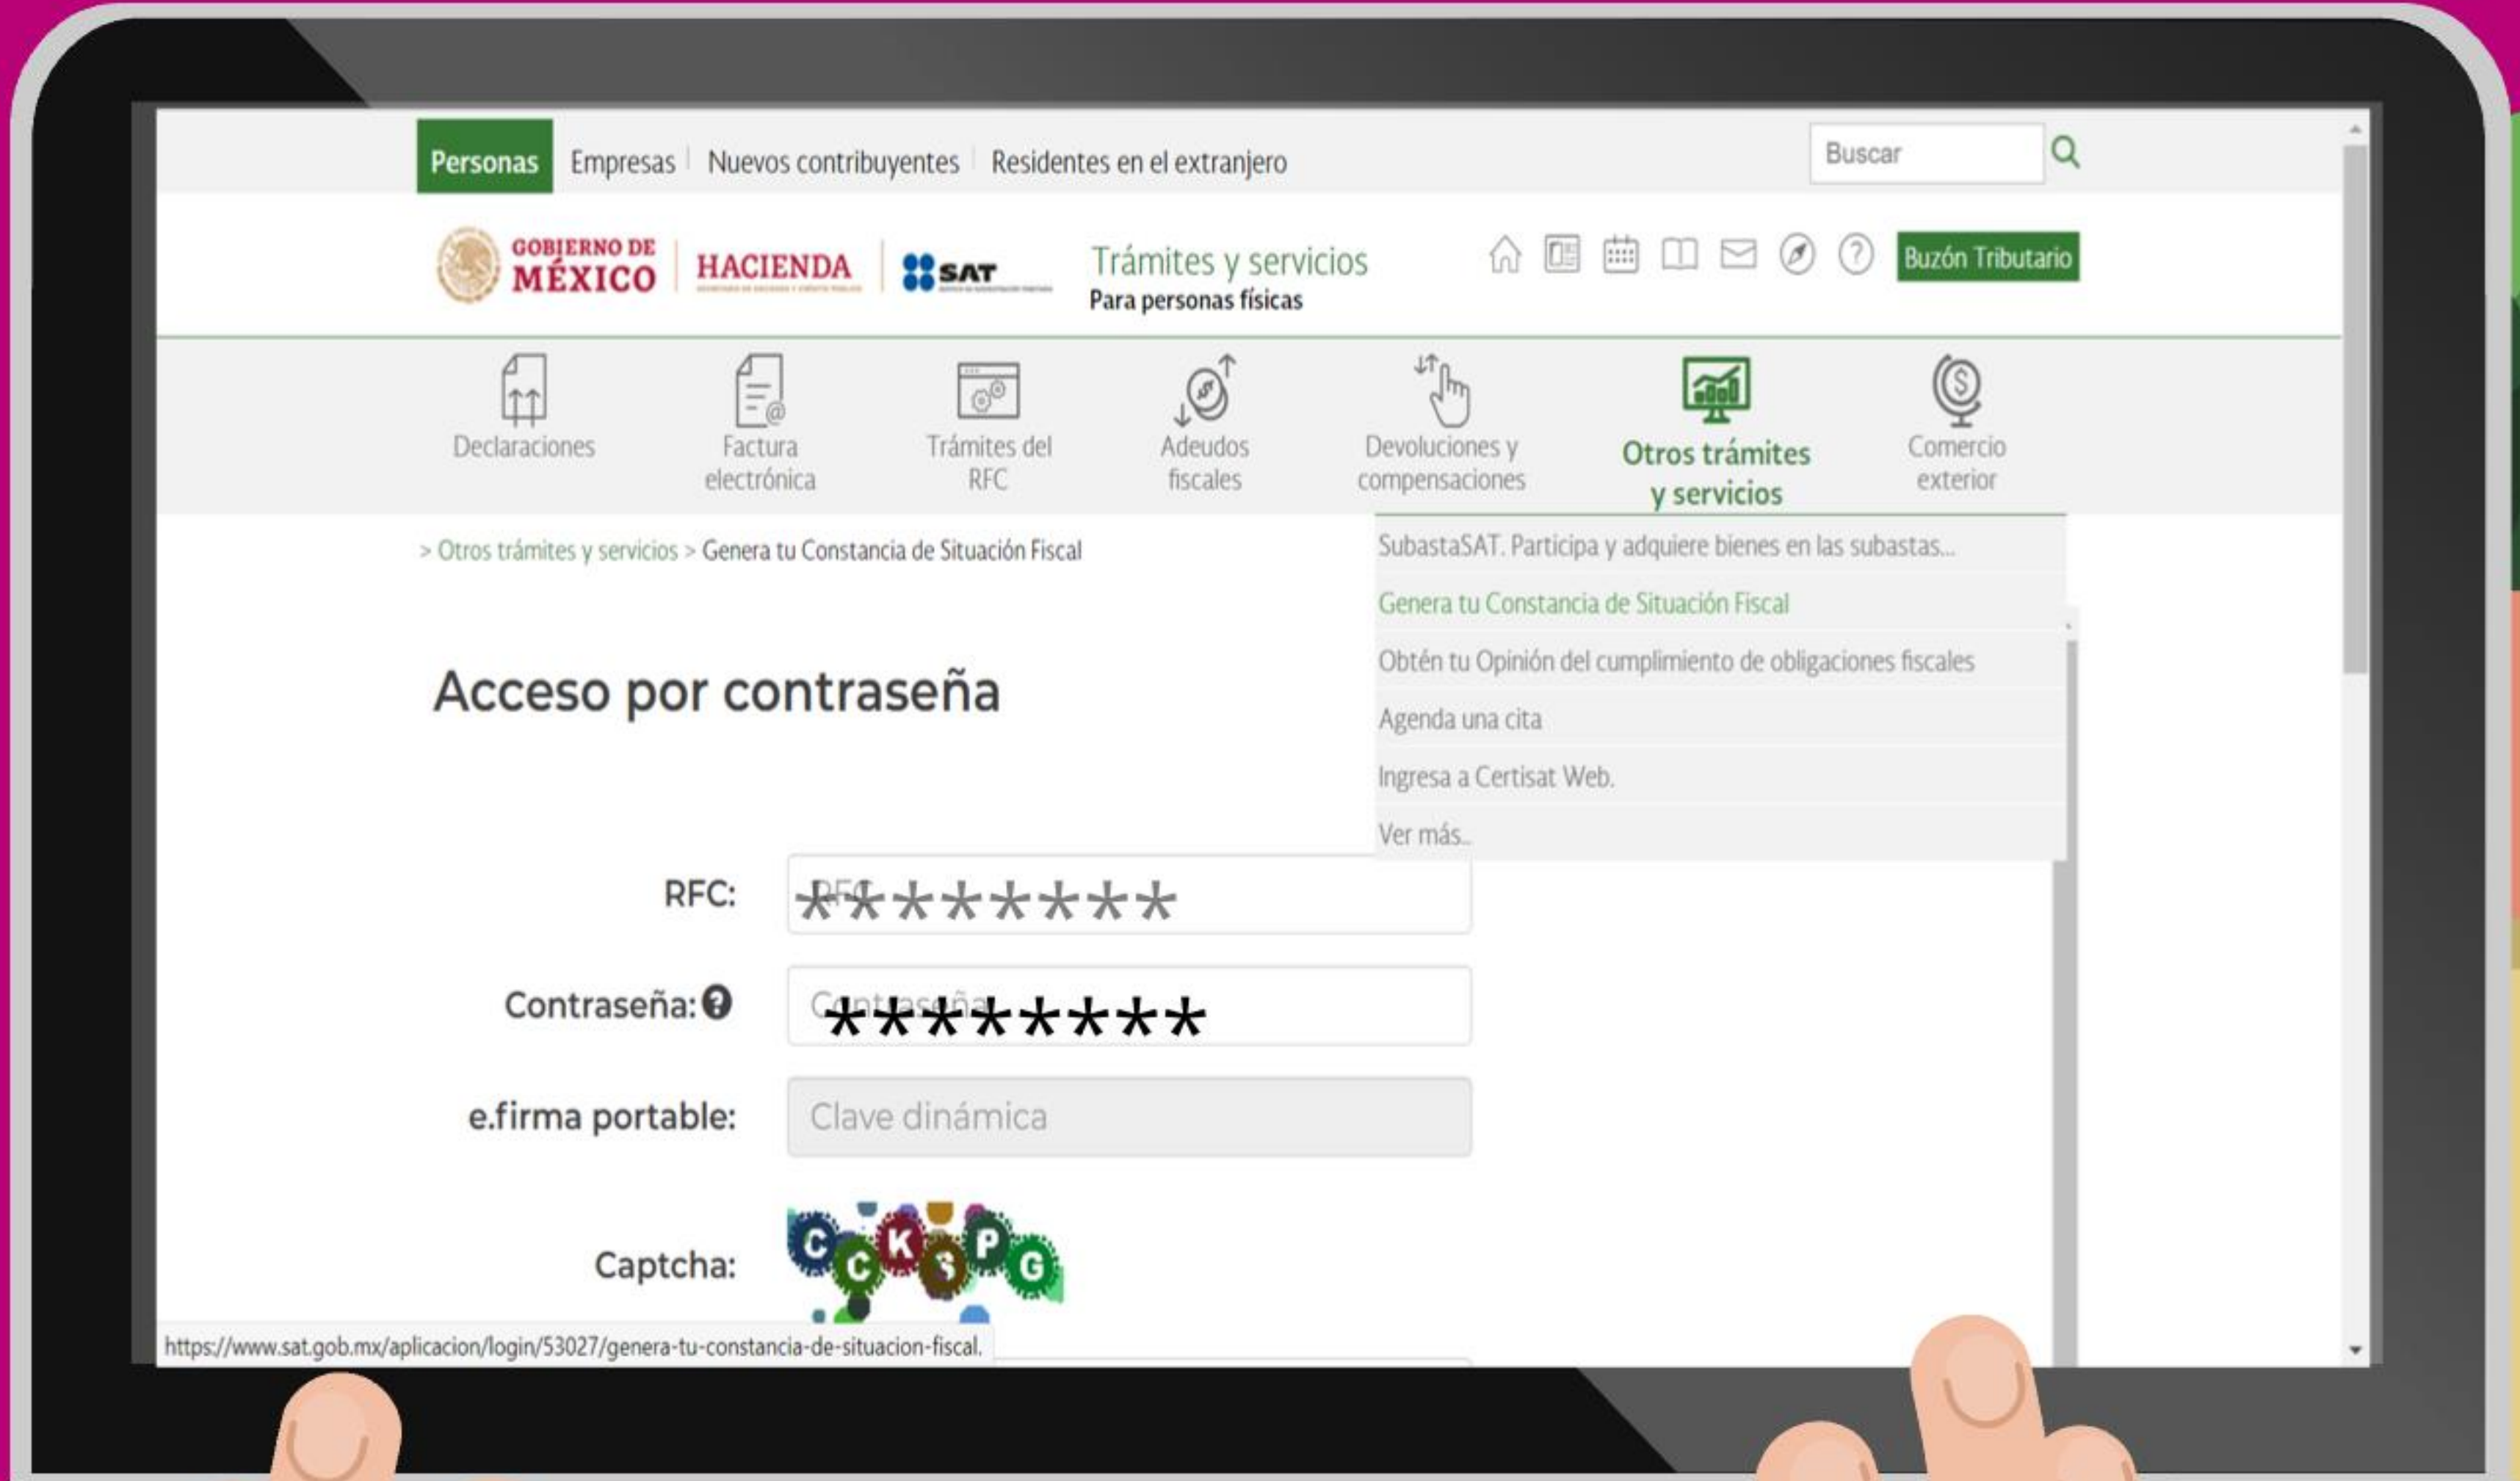 Personas Empresas Nuevos contribuyentes Residentes en el extranjero Buscar
GOBIERNO DE
MÉXICO
HACIENDA
SAT
Trámites y servicios
Para personas físicas
Buzón Tributario
Declaraciones
Factura
electrónica
Trámites del
RFC
Adeudos
fiscales
Devoluciones y
compensaciones
Otros trámites
y servicios
Comercio
exterior
> Otros trámites y servicios > Genera tu Constancia de Situación Fiscal
SubastaSAT. Participa y adquiere bienes en las subastas...
Genera tu Constancia de Situación Fiscal
Obtén tu Opinión del cumplimiento de obligaciones fiscales
Agenda una cita
Ingresa a Certisat Web.
Ver más...
Acceso por contraseña
RFC: RFC ********
Contraseña: Contraseña ********
e.firma portable: Clave dinámica
Captcha: CCKSPG
https://www.sat.gob.mx/aplicacion/login/53027/genera-tu-constancia-de-situacion-fiscal.